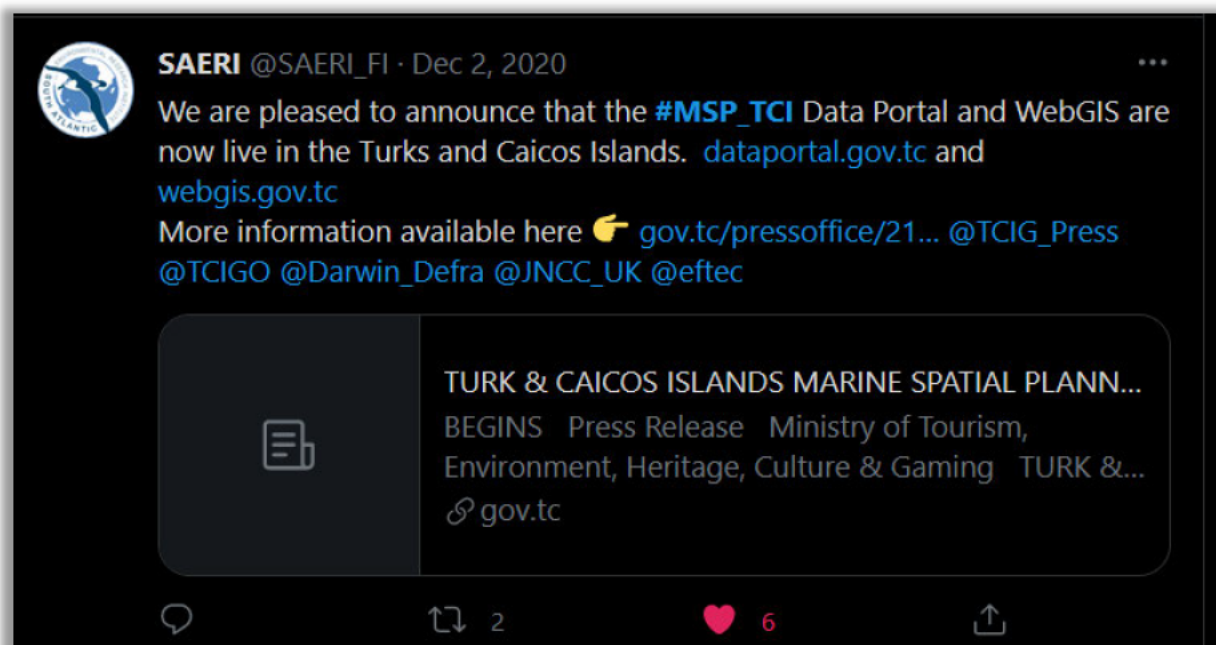 SAERI @SAERI_FI · Dec 2, 2020
We are pleased to announce that the #MSP_TCI Data Portal and WebGIS are
now live in the Turks and Caicos Islands. dataportal.gov.tc and
webgis.gov.tc
More information available here 👉 gov.tc/pressoffice/21... @TCIG_Press
@TCIGO @Darwin_Defra @JNCC_UK @eftec
TURK & CAICOS ISLANDS MARINE SPATIAL PLANN...
BEGINS Press Release Ministry of Tourism,
Environment, Heritage, Culture & Gaming TURK &...
gov.tc
2 6